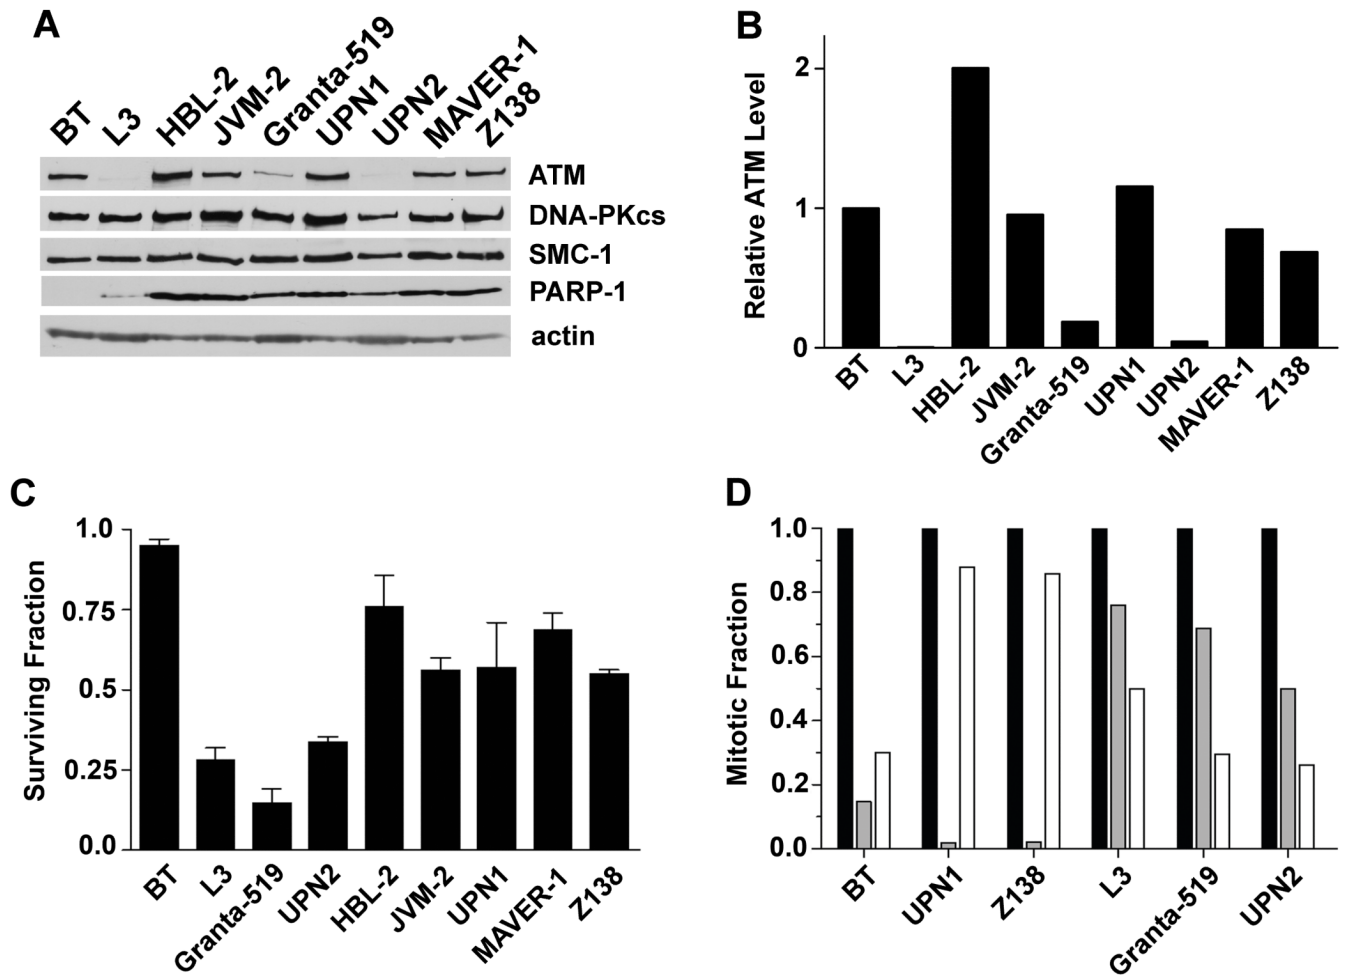 A
BT
L3
HBL-2
JVM-2
Granta-519
UPN1
UPN2
MAVER-1
Z138
ATM
DNA-PKcs
SMC-1
PARP-1
actin
B
Relative ATM Level
2
1
0
BT
L3
HBL-2
JVM-2
Granta-519
UPN1
UPN2
MAVER-1
Z138
C
Surviving Fraction
1.0
0.75
0.5
0.25
0.0
BT
L3
Granta-519
UPN2
HBL-2
JVM-2
UPN1
MAVER-1
Z138
D
Mitotic Fraction
1.0
0.8
0.6
0.4
0.2
0.0
BT
UPN1
Z138
L3
Granta-519
UPN2